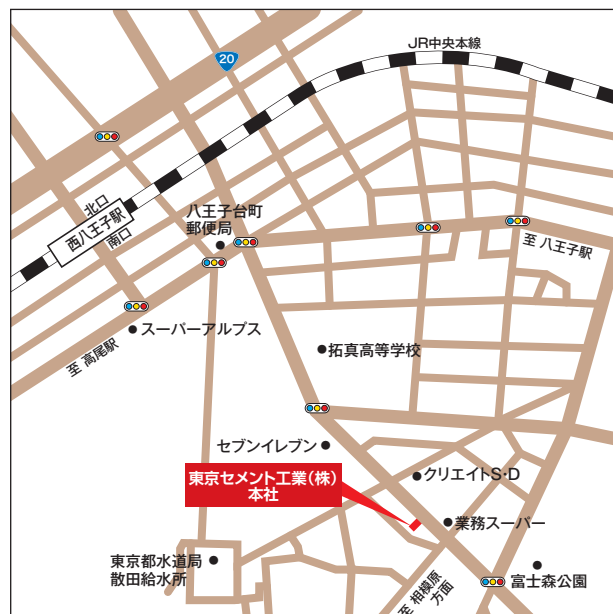 JR中央本線
20
北口
西八王子駅
南口
八王子台町
郵便局
至 八王子駅
スーパーアルプス
至 高尾駅
拓真高等学校
セブンイレブン
東京セメント工業(株)
本社
クリエイトS・D
業務スーパー
東京都水道局
散田給水所
至 相模原
方面
富士森公園